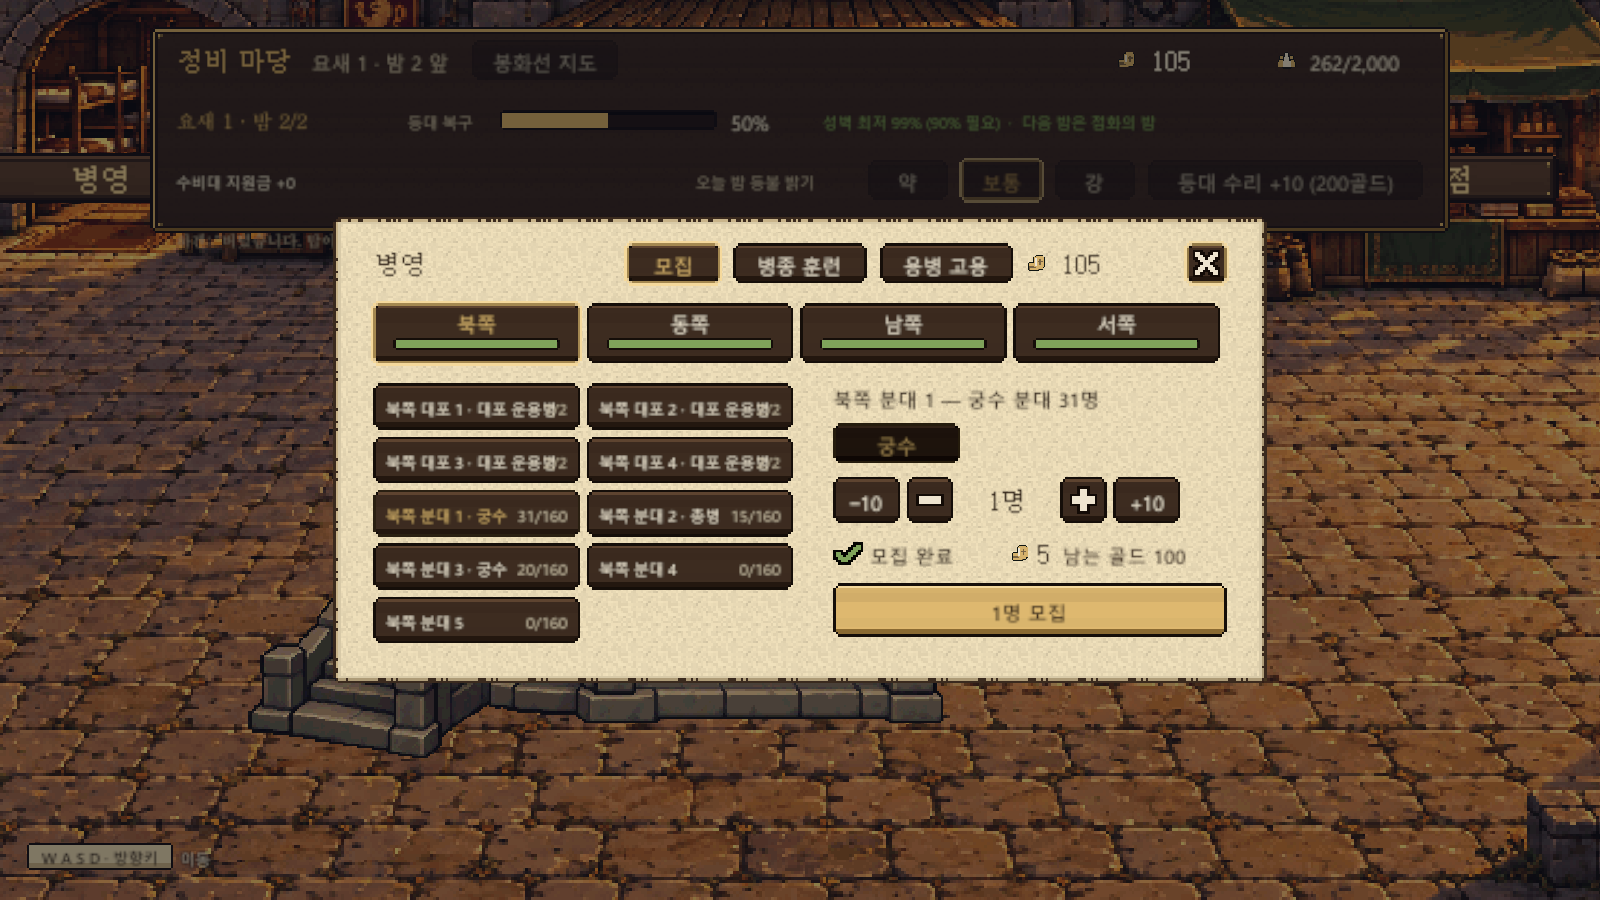 정비 마당 요새 1 · 밤 2 앞 봉화선 지도 105 262/2,000
요새 1 · 밤 2/2 등대 복구 50% 성벽 최저 99% (90% 필요) · 다음 밤은 점화의 밤
병영
점
수비대 지원금 +0 오늘 밤 등불 밝기 약 보통 강 등대 수리 +10 (200골드)
병영 모집 병종 훈련 용병 고용 105
북쪽 동쪽 남쪽 서쪽
북쪽 대포 1 · 대포 운용병 /2 북쪽 대포 2 · 대포 운용병 /2
북쪽 대포 3 · 대포 운용병 /2 북쪽 대포 4 · 대포 운용병 /2
북쪽 분대 1 · 궁수 31/160 북쪽 분대 2 · 총병 15/160
북쪽 분대 3 · 궁수 20/160 북쪽 분대 4 0/160
북쪽 분대 5 0/160
북쪽 분대 1 — 궁수 분대 31명
궁수
-10 1명 +10
모집 완료 5 남는 골드 100
1명 모집
W A S D · 방향키 이동